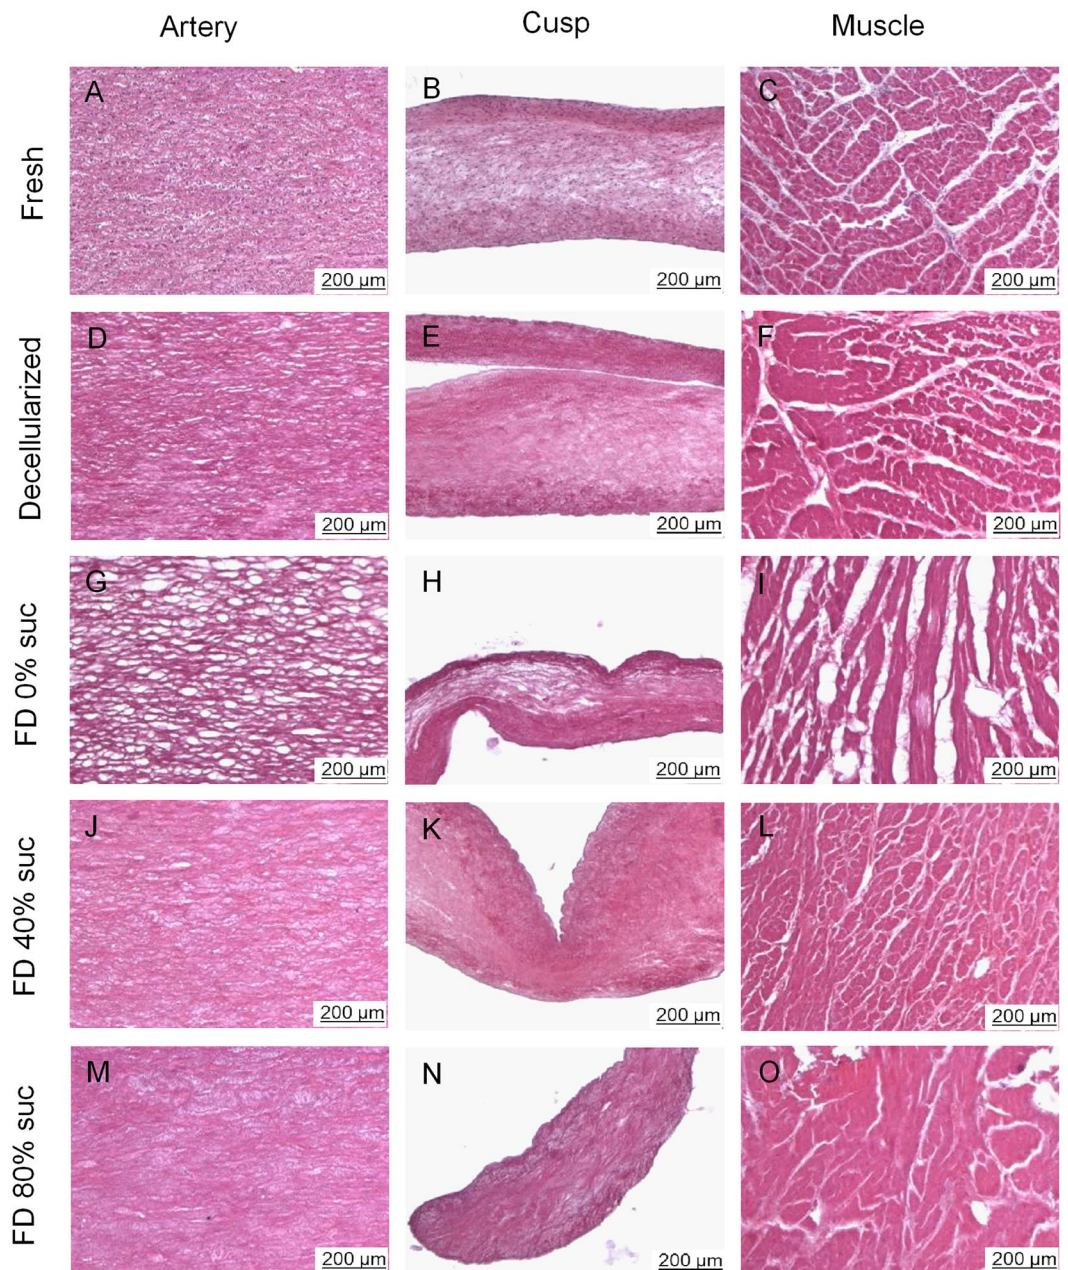 Artery Cusp Muscle
Fresh
A 200 µm B 200 µm C 200 µm
Decellularized
D 200 µm E 200 µm F 200 µm
FD 0% suc
G 200 µm H 200 µm I 200 µm
FD 40% suc
J 200 µm K 200 µm L 200 µm
FD 80% suc
M 200 µm N 200 µm O 200 µm